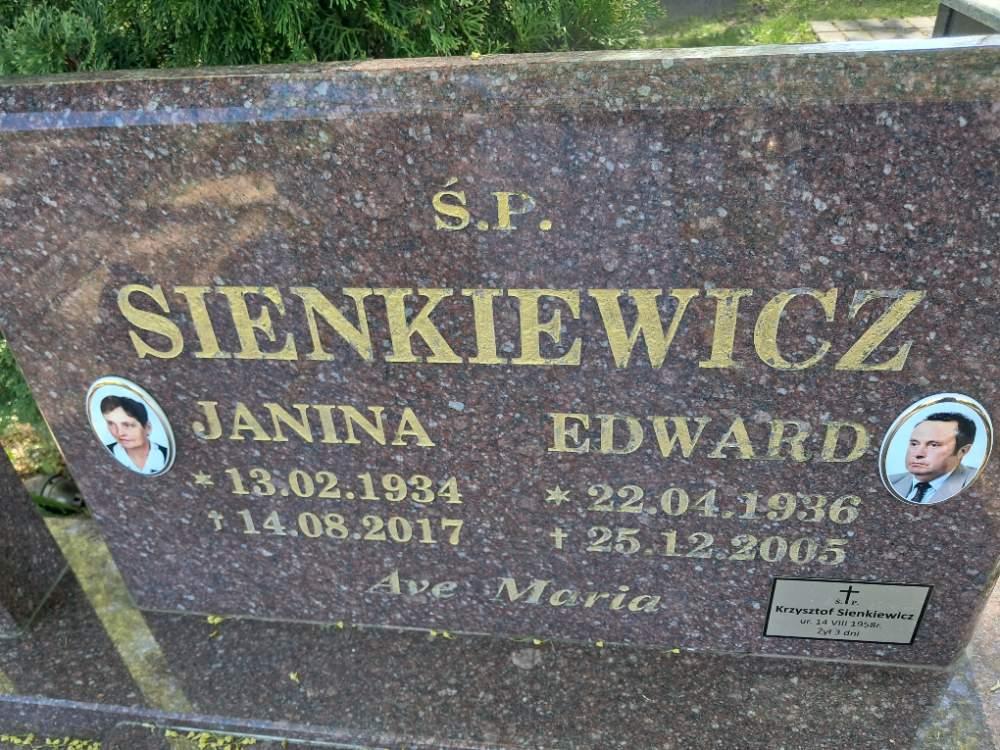 Ś.P.
SIENKIEWICZ
JANINA
* 13.02.1934
† 14.08.2017
EDWARD
* 22.04.1936
† 25.12.2005
Ave Maria
Ś. P.
Krzysztof Sienkiewicz
ur. 14 VIII 1958r.
Żył 3 dni